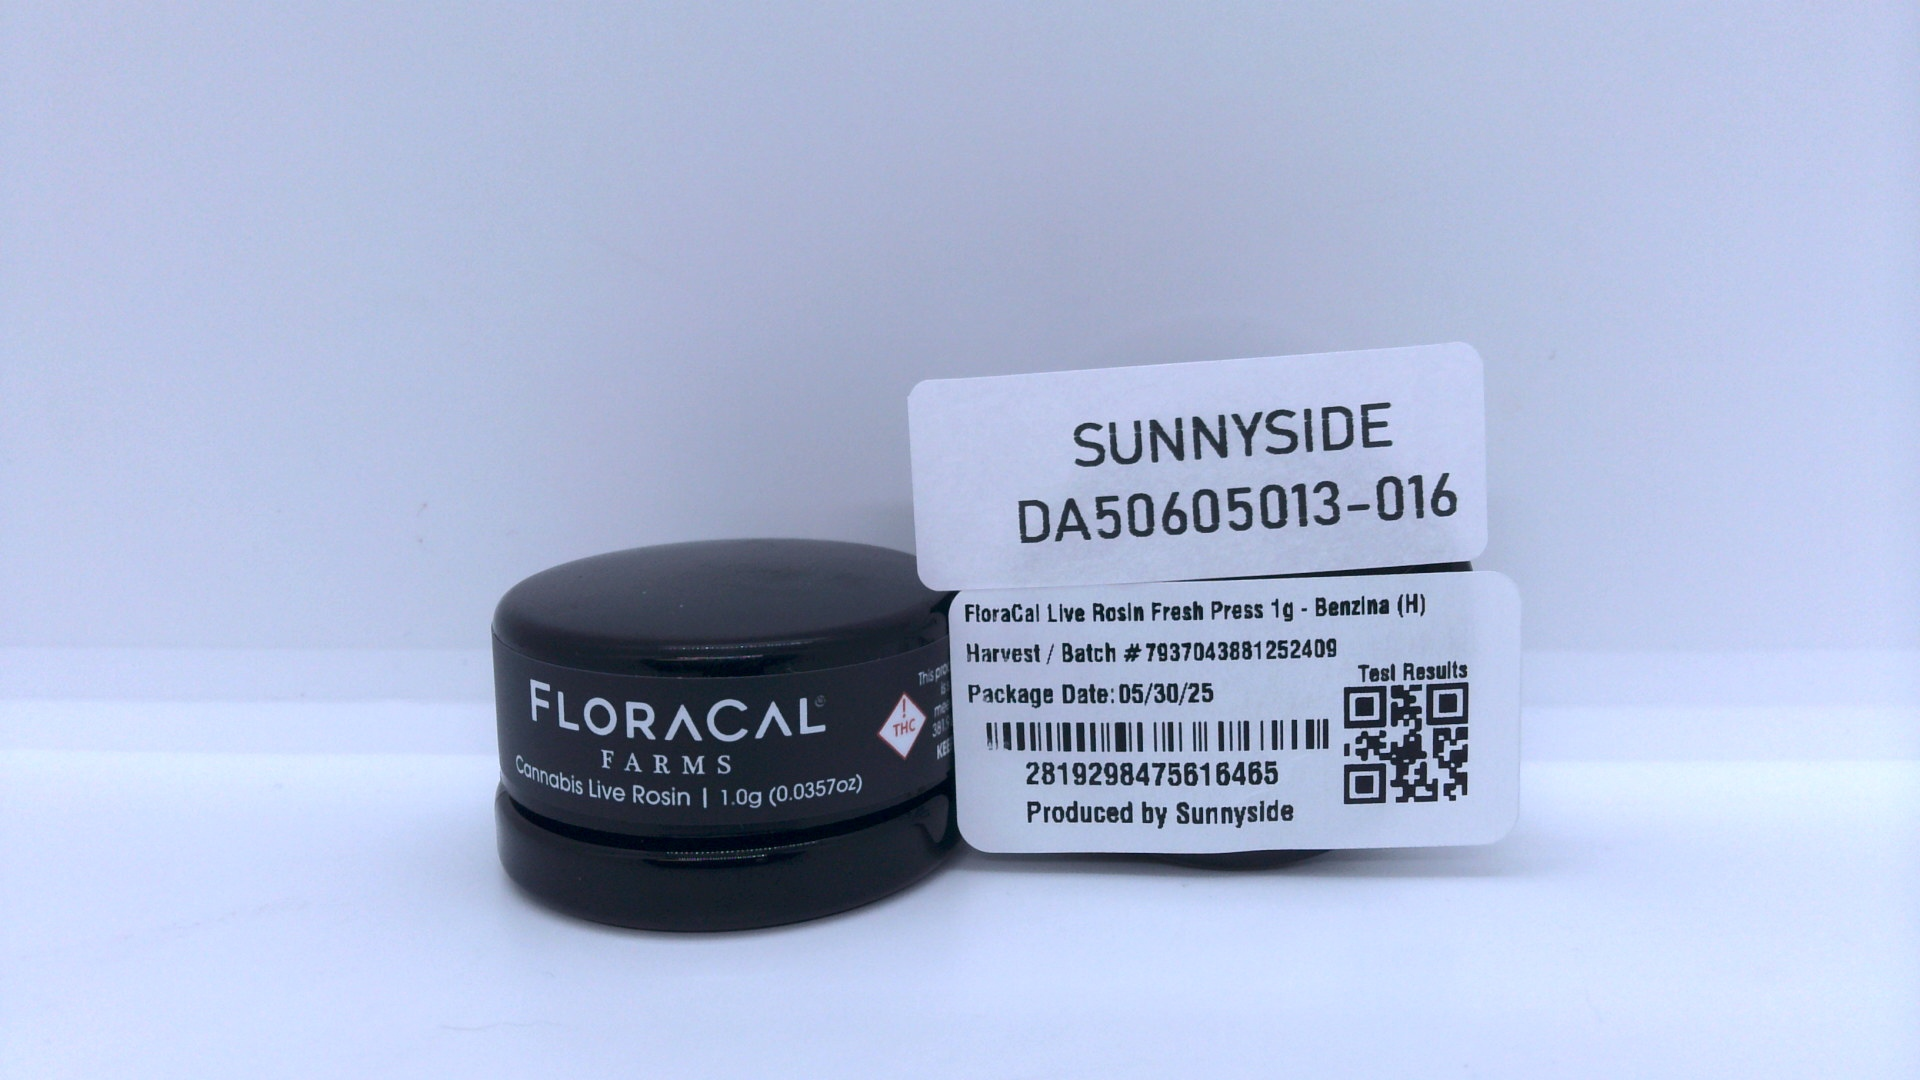 SUNNYSIDE
DA50605013-016
FloraCal Live Rosin Fresh Press 1g - Benzina (H)
Harvest / Batch # 7937043881252409
Package Date: 05/30/25
Test Results
2819298475616465
Produced by Sunnyside
FLORACAL®
FARMS
Cannabis Live Rosin | 1.0g (0.0357oz)
! THC
This